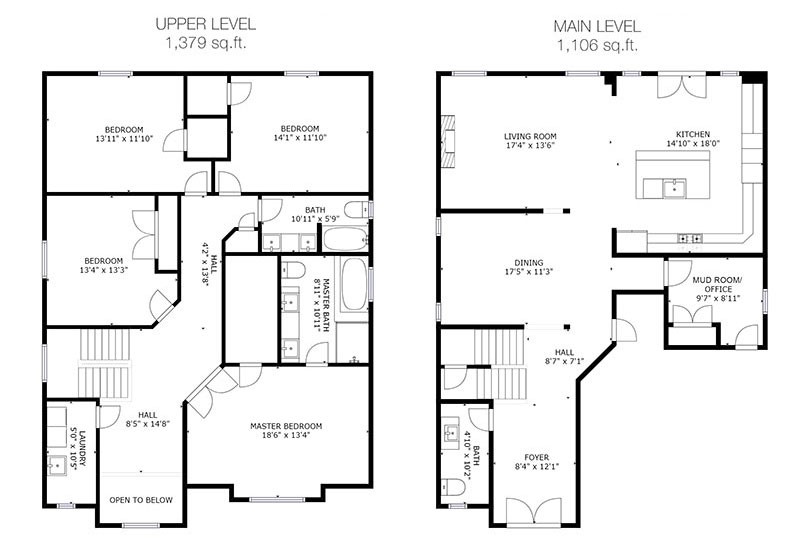 UPPER LEVEL
1,379 sq.ft.
BEDROOM
13'11" x 11'10"
BEDROOM
14'1" x 11'10"
BATH
10'11" x 5'9"
BEDROOM
13'4" x 13'3"
HALL
4'2" x 13'8"
MASTER BATH
8'11" x 10'11"
HALL
8'5" x 14'8"
MASTER BEDROOM
18'6" x 13'4"
LAUNDRY
5'0" x 10'5"
OPEN TO BELOW
MAIN LEVEL
1,106 sq.ft.
LIVING ROOM
17'4" x 13'6"
KITCHEN
14'10" x 18'0"
DINING
17'5" x 11'3"
MUD ROOM/
OFFICE
9'7" x 8'11"
HALL
8'7" x 7'1"
BATH
4'10" x 10'2"
FOYER
8'4" x 12'1"